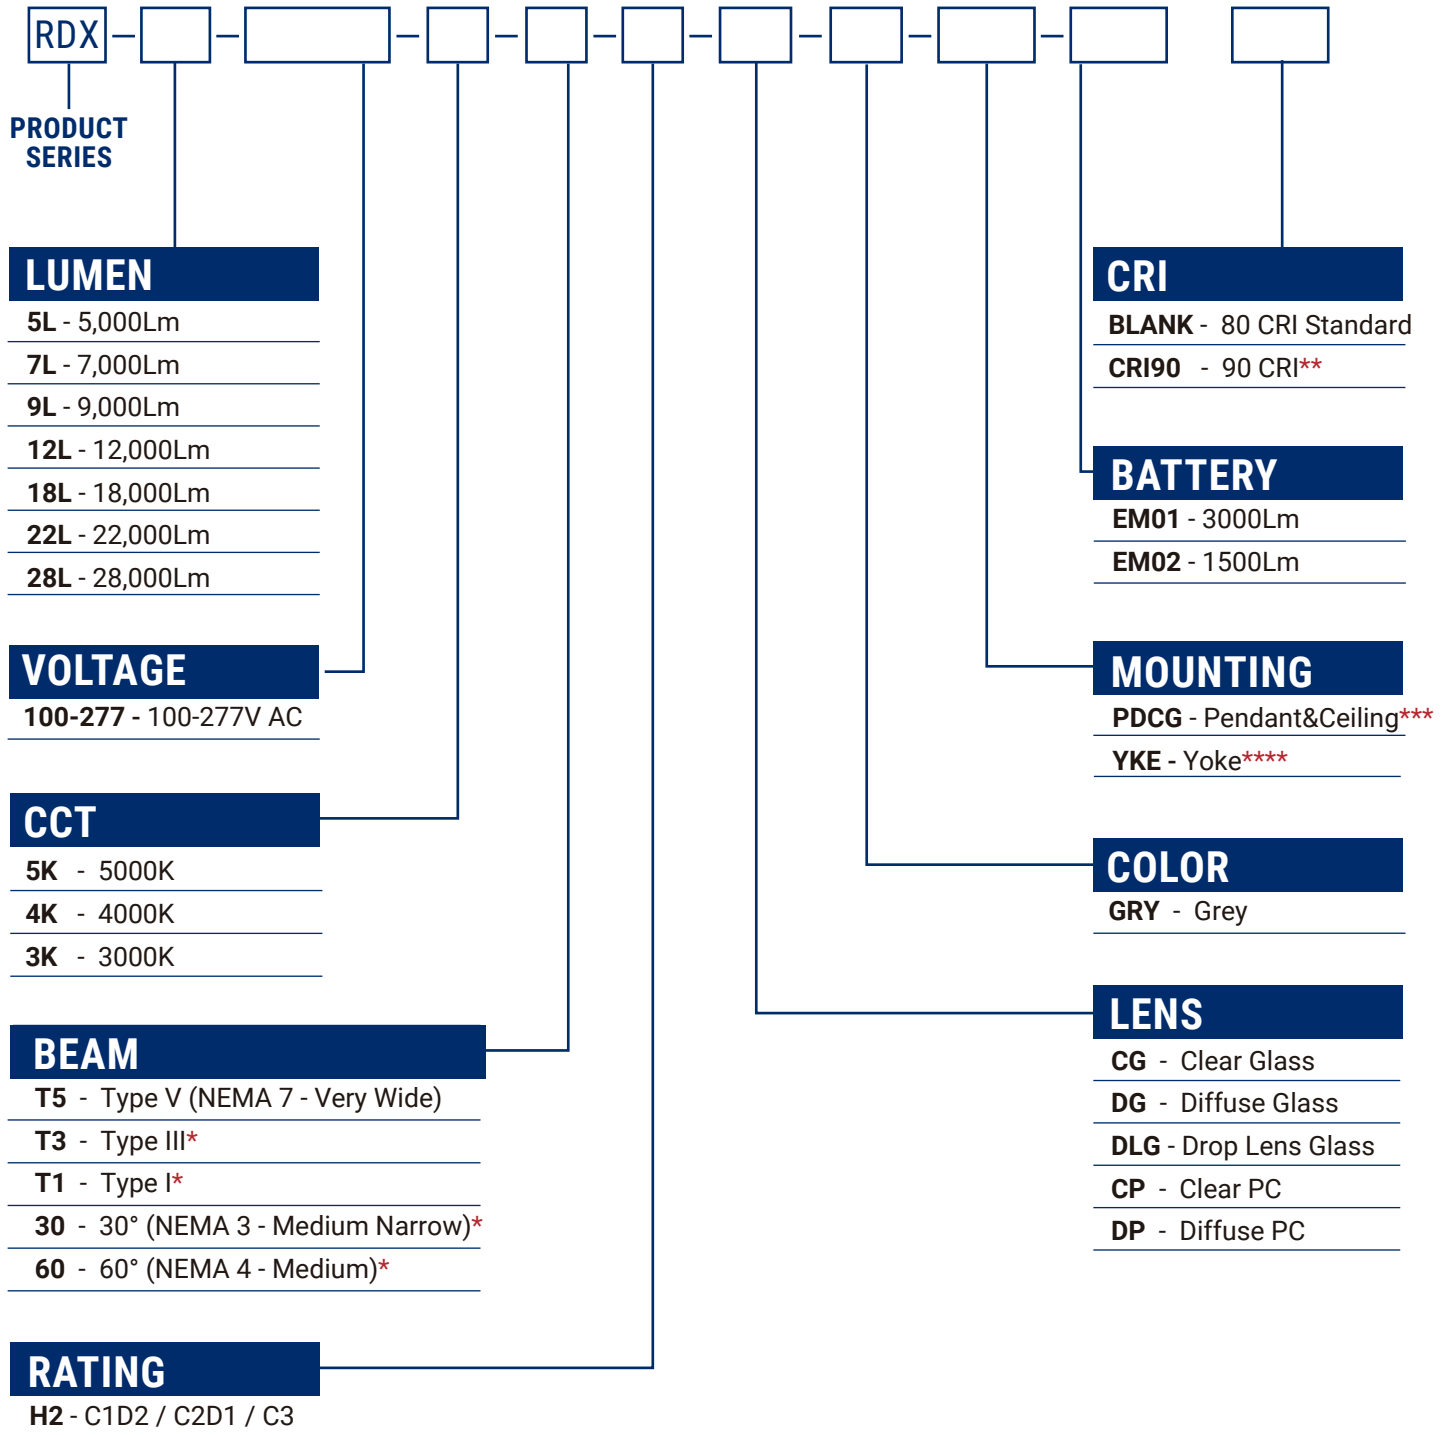 RDX
PRODUCT
SERIES
LUMEN
5L - 5,000Lm
7L - 7,000Lm
9L - 9,000Lm
12L - 12,000Lm
18L - 18,000Lm
22L - 22,000Lm
28L - 28,000Lm
VOLTAGE
100-277 - 100-277V AC
CCT
5K - 5000K
4K - 4000K
3K - 3000K
BEAM
T5 - Type V (NEMA 7 - Very Wide)
T3 - Type III*
T1 - Type I*
30 - 30° (NEMA 3 - Medium Narrow)*
60 - 60° (NEMA 4 - Medium)*
RATING
H2 - C1D2 / C2D1 / C3
CRI
BLANK - 80 CRI Standard
CRI90 - 90 CRI**
BATTERY
EM01 - 3000Lm
EM02 - 1500Lm
MOUNTING
PDCG - Pendant&Ceiling***
YKE - Yoke****
COLOR
GRY - Grey
LENS
CG - Clear Glass
DG - Diffuse Glass
DLG - Drop Lens Glass
CP - Clear PC
DP - Diffuse PC